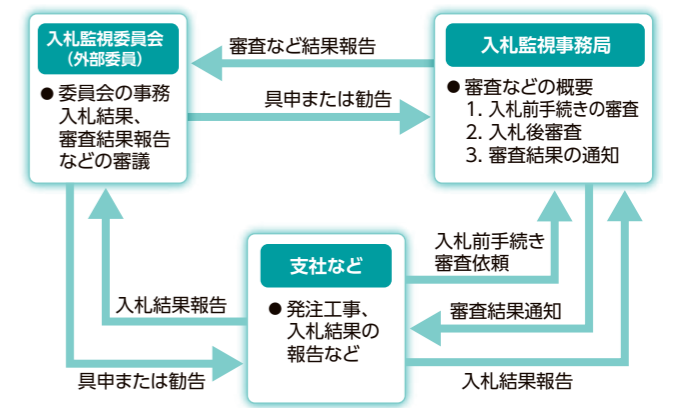 入札監視委員会
（外部委員）
● 委員会の事務
入札結果、
審査結果報告
などの審議
審査など結果報告
具申または勧告
入札監視事務局
● 審査などの概要
1. 入札前手続きの審査
2. 入札後審査
3. 審査結果の通知
支社など
● 発注工事、
入札結果の
報告など
入札前手続き
審査依頼
入札結果報告
審査結果通知
具申または勧告
入札結果報告